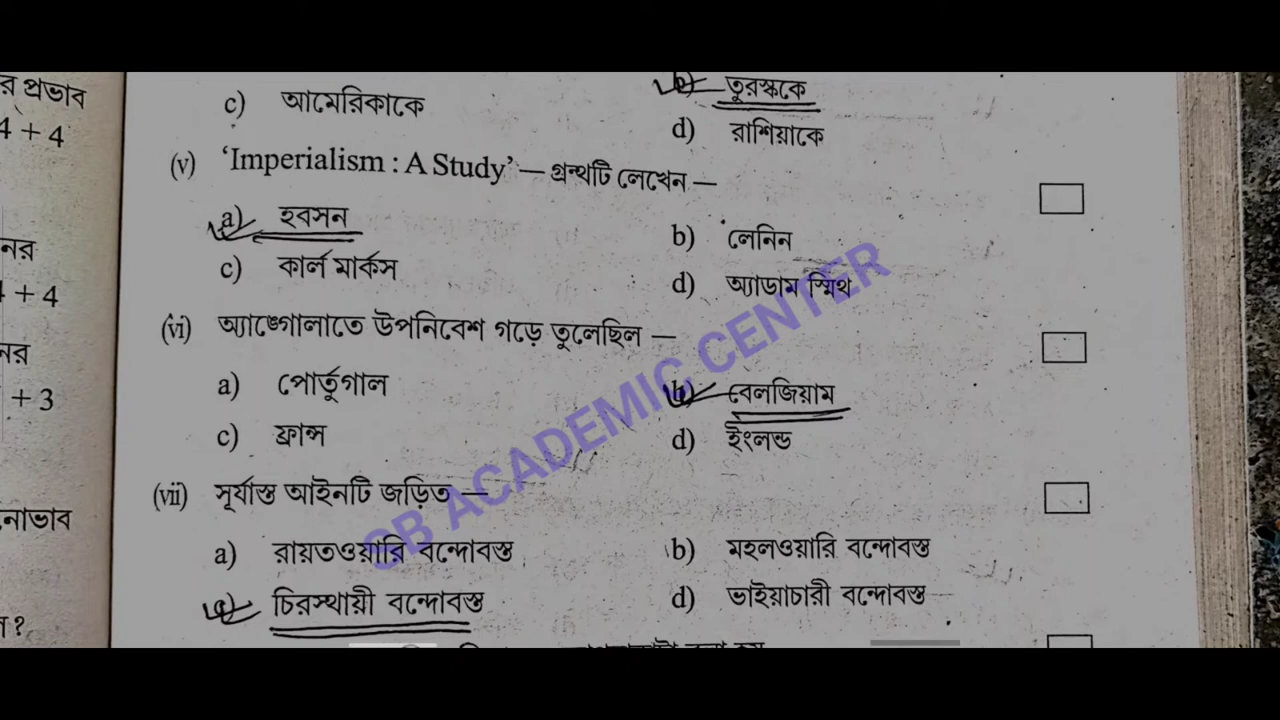 র প্রভাব
4 + 4
নর
4 + 4
নর
+ 3
নোভাব
?
b) তুরস্ককে
c) আমেরিকাকে
d) রাশিয়াকে
(v) ‘Imperialism : A Study’ — গ্রন্থটি লেখেন —
a) হবসন
b) লেনিন
c) কার্ল মার্কস
d) অ্যাডাম স্মিথ
(vi) অ্যাঙ্গোলাতে উপনিবেশ গড়ে তুলেছিল —
a) পোর্তুগাল
b) বেলজিয়াম
c) ফ্রান্স
d) ইংলন্ড
(vii) সূর্যাস্ত আইনটি জড়িত —
a) রায়তওয়ারি বন্দোবস্ত
b) মহলওয়ারি বন্দোবস্ত
c) চিরস্থায়ী বন্দোবস্ত
d) ভাইয়াচারী বন্দোবস্ত
SB ACADEMIC CENTER